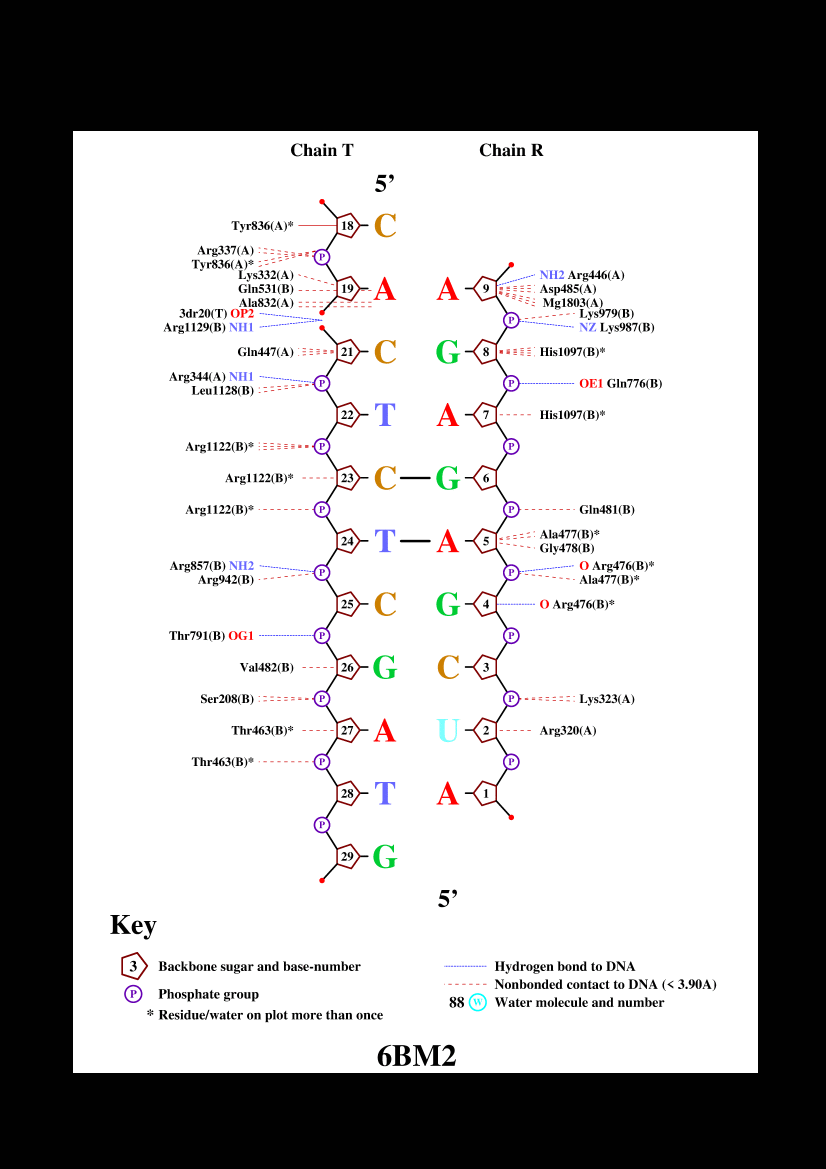 Chain T Chain R
5’
Tyr836(A)* 18 C
Arg337(A)
P
Tyr836(A)*
Lys332(A) NH2 Arg446(A)
Gln531(B) 19 A A 9 Asp485(A)
Ala832(A) Mg1803(A)
3dr20(T) OP2 Lys979(B)
P
Arg1129(B) NH1 NZ Lys987(B)
Gln447(A) 21 C G 8 His1097(B)*
Arg344(A) NH1
P P OE1 Gln776(B)
Leu1128(B)
22 T A 7 His1097(B)*
Arg1122(B)* P P
Arg1122(B)* 23 C G 6
Arg1122(B)* P P Gln481(B)
Ala477(B)*
24 T A 5
Gly478(B)
Arg857(B) NH2 O Arg476(B)*
P P
Arg942(B) Ala477(B)*
25 C G 4 O Arg476(B)*
Thr791(B) OG1 P P
Val482(B) 26 G C 3
Ser208(B) P P Lys323(A)
Thr463(B)* 27 A U 2 Arg320(A)
Thr463(B)* P P
28 T A 1
P
29 G
5’
Key
3 Backbone sugar and base-number Hydrogen bond to DNA
Nonbonded contact to DNA (< 3.90A)
P Phosphate group
88 W Water molecule and number
* Residue/water on plot more than once
6BM2